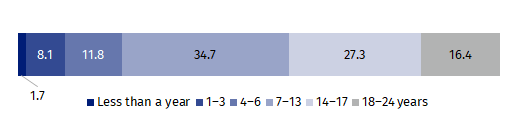 8.1 11.8 34.7 27.3 16.4
1.7
Less than a year 1–3 4–6 7–13 14–17 18–24 years